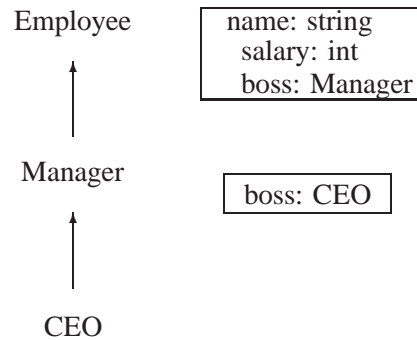 Employee
name: string
salary: int
boss: Manager
Manager
boss: CEO
CEO